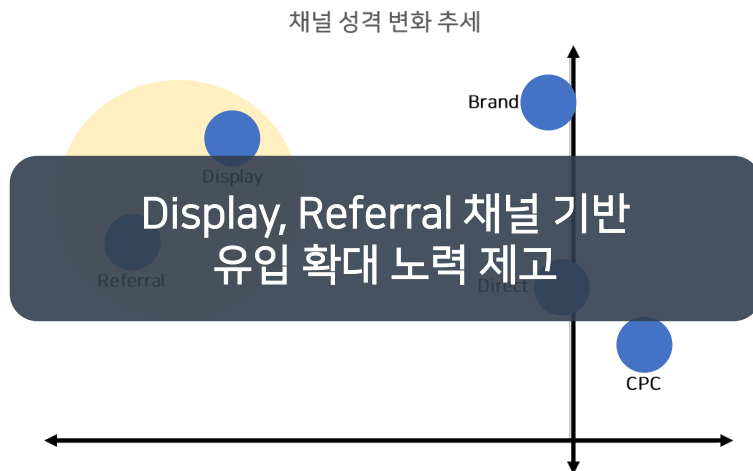 채널 성격 변화 추세
Brand
Display
Display, Referral 채널 기반
유입 확대 노력 제고
Referral
Direct
CPC